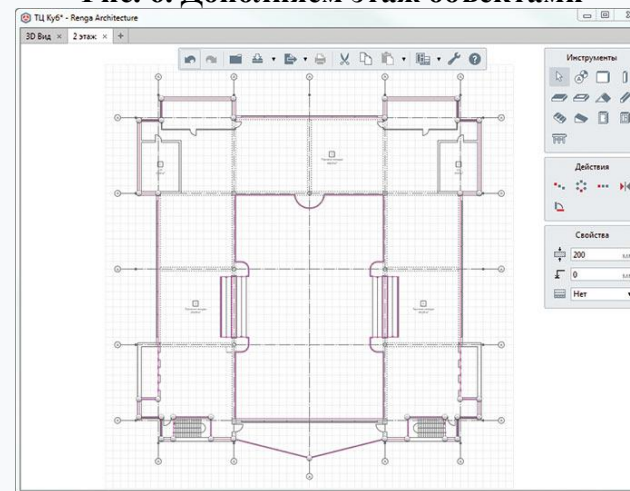 Рис. 6. Дополняем этаж объектами
ТЦ Куб* - Renga Architecture
3D Вид × 2 этаж × +
Инструменты
Действия
Свойства
200
0
Нет